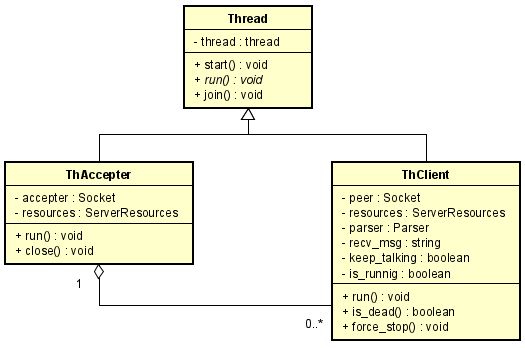 Thread
- thread : thread
+ start() : void
+ run() : void
+ join() : void
ThAccepter
- accepter : Socket
- resources : ServerResources
+ run() : void
+ close() : void
ThClient
- peer : Socket
- resources : ServerResources
- parser : Parser
- recv_msg : string
- keep_talking : boolean
- is_runnig : boolean
+ run() : void
+ is_dead() : boolean
+ force_stop() : void
1
0..*